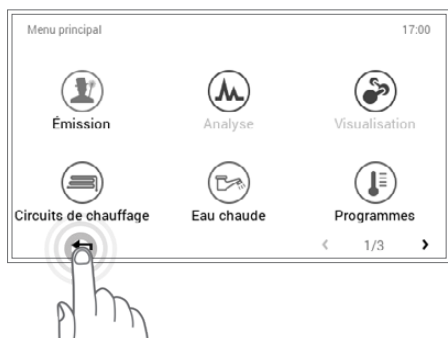 Menu principal 17:00
Émission Analyse Visualisation
Circuits de chauffage Eau chaude Programmes
1/3